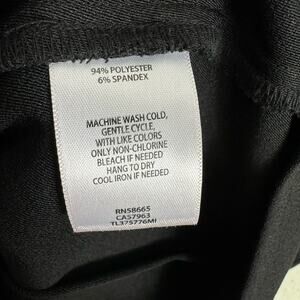 94% POLYESTER
6% SPANDEX
MACHINE WASH COLD,
GENTLE CYCLE,
WITH LIKE COLORS
ONLY NON-CHLORINE
BLEACH IF NEEDED
HANG TO DRY
COOL IRON IF NEEDED
RN58665
CA57963
TL375776MI